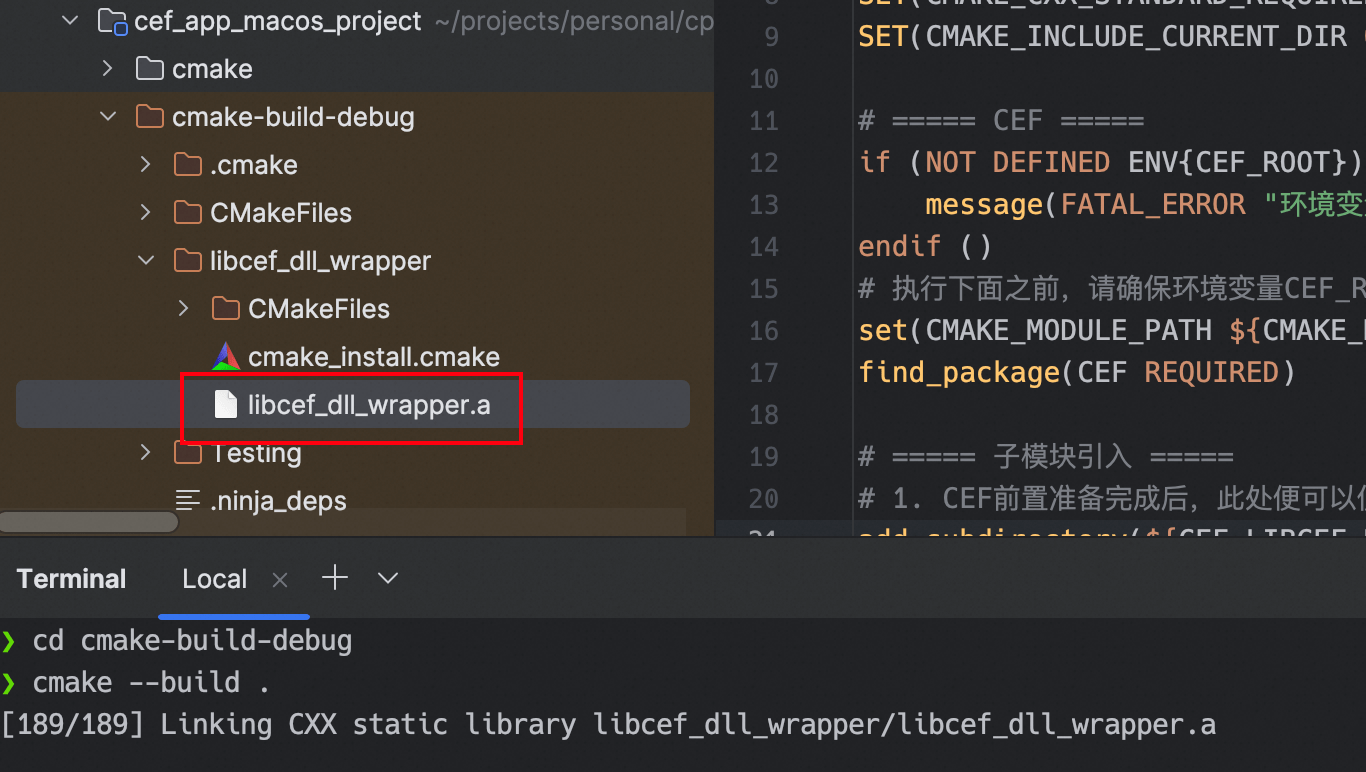 cef_app_macos_project ~/projects/personal/cp
cmake
cmake-build-debug
.cmake
CMakeFiles
libcef_dll_wrapper
CMakeFiles
cmake_install.cmake
libcef_dll_wrapper.a
Testing
.ninja_deps
9 SET(CMAKE_INCLUDE_CURRENT_DIR
10
11 # ===== CEF =====
12 if (NOT DEFINED ENV{CEF_ROOT})
13 message(FATAL_ERROR "环境变
14 endif ()
15 # 执行下面之前，请确保环境变量CEF_R
16 set(CMAKE_MODULE_PATH ${CMAKE_
17 find_package(CEF REQUIRED)
18
19 # ===== 子模块引入 =====
20 # 1. CEF前置准备完成后，此处便可以
Terminal Local
❯ cd cmake-build-debug
❯ cmake --build .
[189/189] Linking CXX static library libcef_dll_wrapper/libcef_dll_wrapper.a